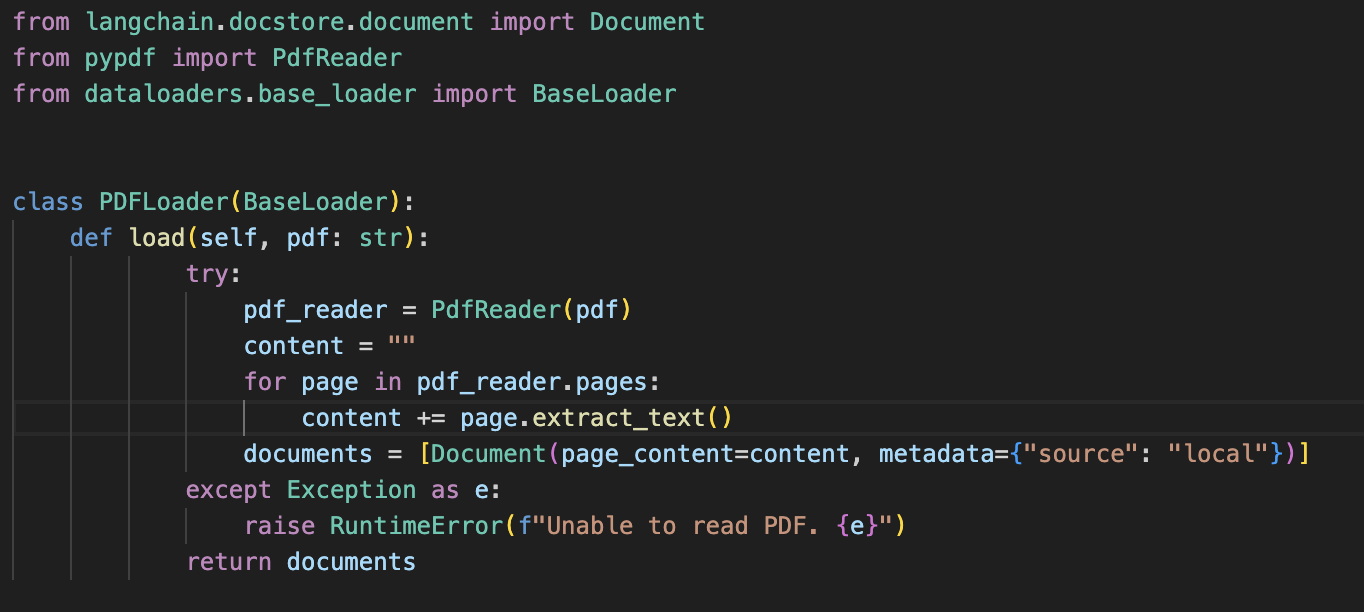 from langchain.docstore.document import Document
from pypdf import PdfReader
from dataloaders.base_loader import BaseLoader


class PDFLoader(BaseLoader):
    def load(self, pdf: str):
            try:
                pdf_reader = PdfReader(pdf)
                content = ""
                for page in pdf_reader.pages:
                    content += page.extract_text()
                documents = [Document(page_content=content, metadata={"source": "local"})]
            except Exception as e:
                raise RuntimeError(f"Unable to read PDF. {e}")
            return documents